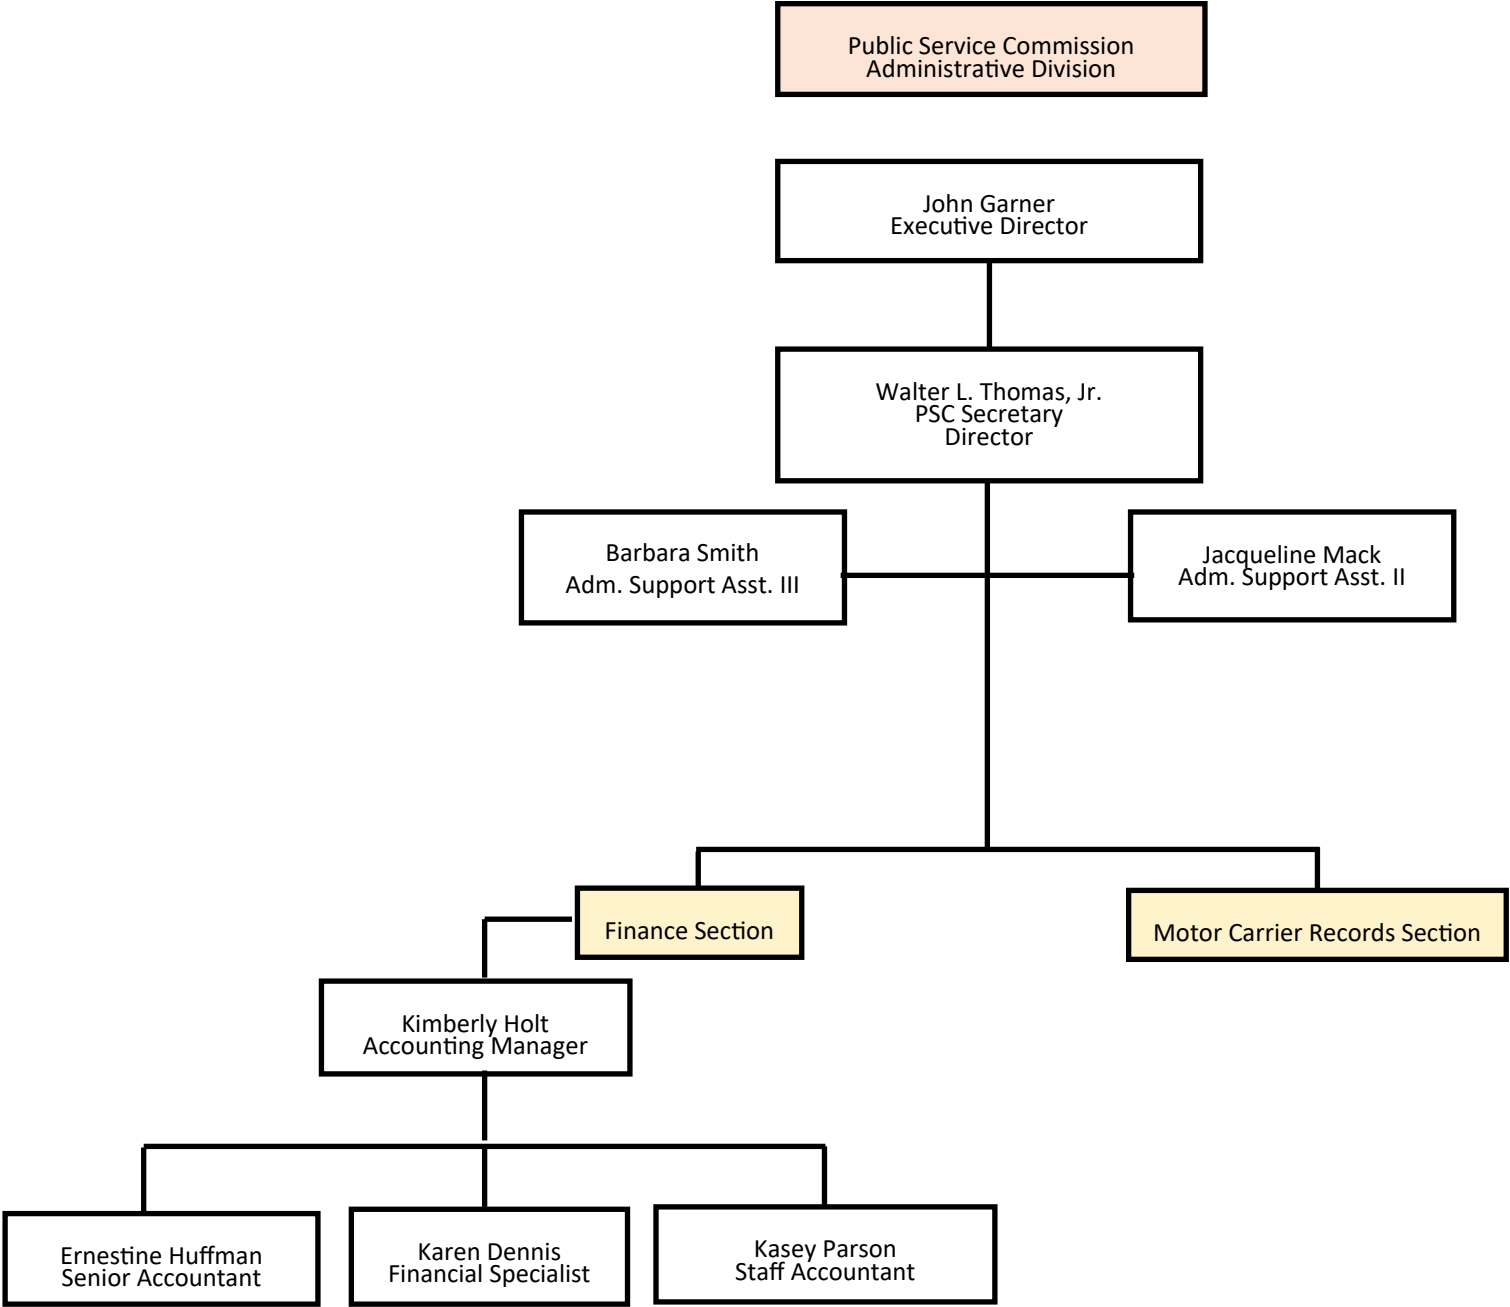 Public Service Commission
Administrative Division
John Garner
Executive Director
Walter L. Thomas, Jr.
PSC Secretary
Director
Barbara Smith
Adm. Support Asst. III
Jacqueline Mack
Adm. Support Asst. II
Finance Section
Motor Carrier Records Section
Kimberly Holt
Accounting Manager
Ernestine Huffman
Senior Accountant
Karen Dennis
Financial Specialist
Kasey Parson
Staff Accountant